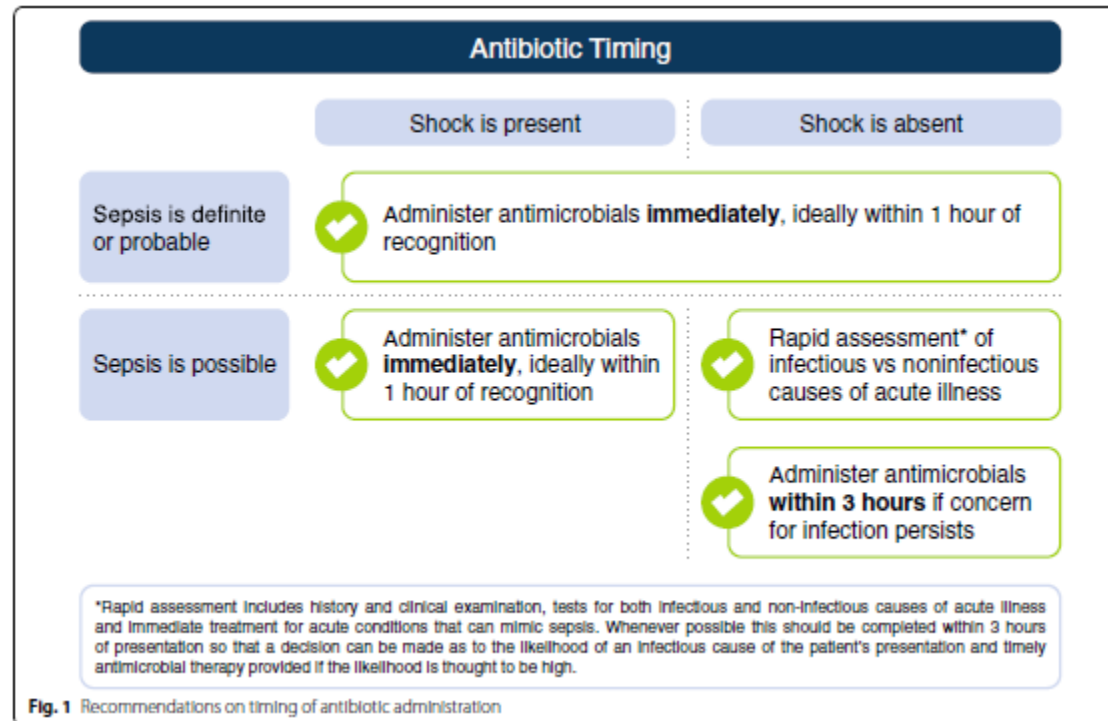 Antibiotic Timing
Shock is present
Shock is absent
Sepsis is definite
or probable
Administer antimicrobials immediately, ideally within 1 hour of
recognition
Sepsis is possible
Administer antimicrobials
immediately, ideally within
1 hour of recognition
Rapid assessment* of
infectious vs noninfectious
causes of acute illness
Administer antimicrobials
within 3 hours if concern
for infection persists
*Rapid assessment includes history and clinical examination, tests for both infectious and non-infectious causes of acute illness
and immediate treatment for acute conditions that can mimic sepsis. Whenever possible this should be completed within 3 hours
of presentation so that a decision can be made as to the likelihood of an infectious cause of the patient's presentation and timely
antimicrobial therapy provided if the likelihood is thought to be high.
Fig. 1 Recommendations on timing of antibiotic administration